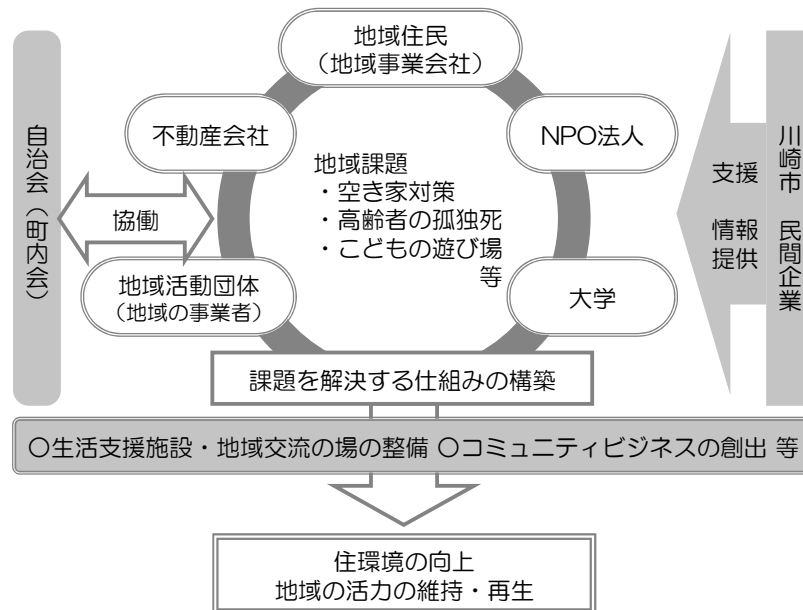 地域住民
（地域事業会社）
不動産会社
NPO法人
自治会（町内会）
協働
地域課題
・空き家対策
・高齢者の孤独死
・こどもの遊び場
等
支援
情報
提供
川崎市　民間企業
地域活動団体
（地域の事業者）
大学
課題を解決する仕組みの構築
〇生活支援施設・地域交流の場の整備 〇コミュニティビジネスの創出 等
住環境の向上
地域の活力の維持・再生